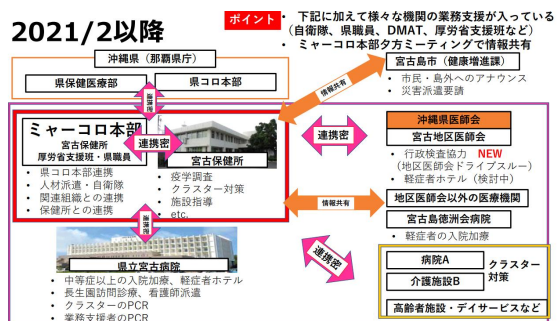 2021/2以降
ポイント
• 下記に加えて様々な機関の業務支援が入っている
(自衛隊、県職員、DMAT、厚労省支援班など)
• ミャーコロ本部夕方ミーティングで情報共有
沖縄県(那覇県庁)
県保健医療部
県コロ本部
宮古島市(健康増進課)
• 市民・島外へのアナウンス
• 災害派遣要請
情報共有
連携密
ミャーコロ本部
宮古保健所
厚労省支援班・県職員
• 県コロ本部連携
• 人材派遣・自衛隊
• 関連組織との連携
• 保健所との連携
連携密
宮古保健所
• 疫学調査
• クラスター対策
• 施設指導
• etc.
連携密
沖縄県医師会
宮古地区医師会
• 行政検査協力 NEW
(地区医師会ドライブスルー)
• 軽症者ホテル(検討中)
情報共有
地区医師会以外の医療機関
宮古島徳洲会病院
• 軽症者の入院加療
連携密
県立宮古病院
• 中等症以上の入院加療、軽症者ホテル
• 長生園訪問診療、看護師派遣
• クラスターのPCR
• 業務支援者のPCR
連携密
病院A
介護施設B
クラスター
対策
高齢者施設・デイサービスなど